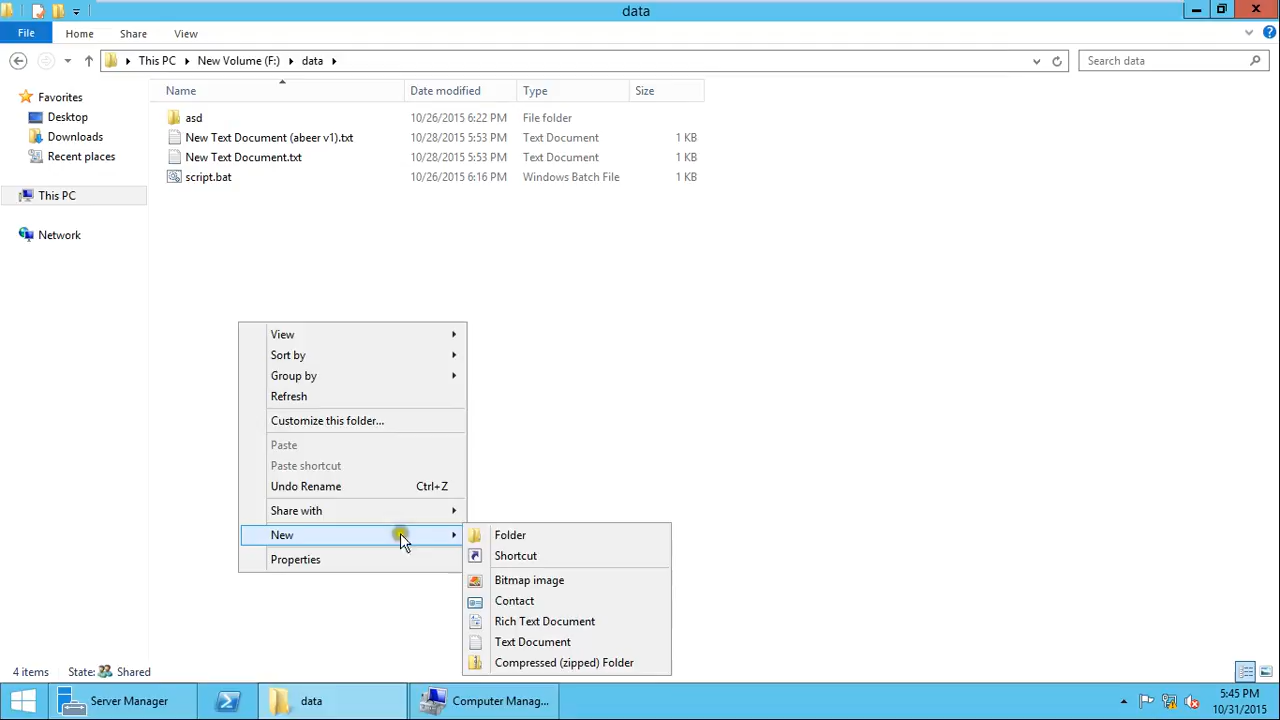 data
File Home Share View
This PC New Volume (F:) data Search data
Favorites
Desktop
Downloads
Recent places
This PC
Network
Name Date modified Type Size
asd 10/26/2015 6:22 PM File folder
New Text Document (abeer v1).txt 10/28/2015 5:53 PM Text Document 1 KB
New Text Document.txt 10/28/2015 5:53 PM Text Document 1 KB
script.bat 10/26/2015 6:16 PM Windows Batch File 1 KB
View
Sort by
Group by
Refresh
Customize this folder...
Paste
Paste shortcut
Undo Rename Ctrl+Z
Share with
New
Properties
Folder
Shortcut
Bitmap image
Contact
Rich Text Document
Text Document
Compressed (zipped) Folder
4 items State: Shared
Server Manager data Computer Manag... 5:45 PM
10/31/2015